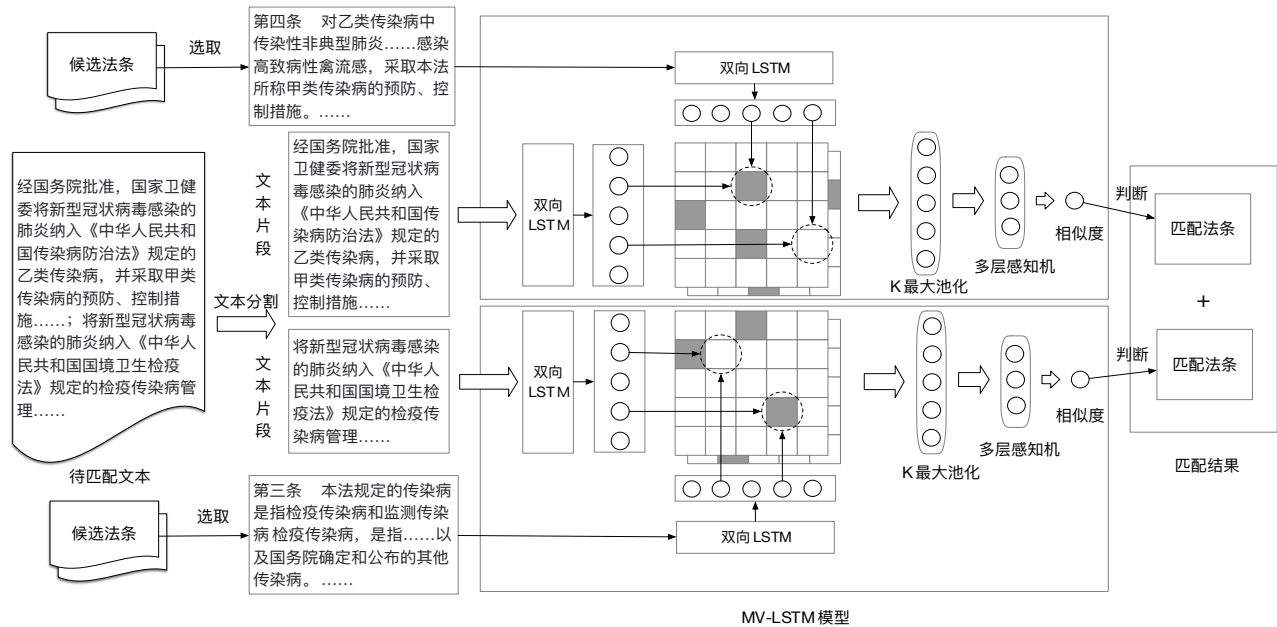 候选法条
选取
第四条 对乙类传染病中
传染性非典型肺炎……感染
高致病性禽流感，采取本法
所称甲类传染病的预防、控
制措施。……
双向 LSTM
经国务院批准，国家卫健
委将新型冠状病毒感染的
肺炎纳入《中华人民共和
国传染病防治法》规定的
乙类传染病，并采取甲类
传染病的预防、控制措
施……；将新型冠状病毒
感染的肺炎纳入《中华人
民共和国国境卫生检疫
法》规定的检疫传染病管
理……
待匹配文本
文本分割
文本片段
经国务院批准，国家
卫健委将新型冠状病
毒感染的肺炎纳入
《中华人民共和国传
染病防治法》规定的
乙类传染病，并采取
甲类传染病的预防、
控制措施……
双向
LSTM
K 最大池化
多层感知机
相似度
判断
匹配法条
+
文本片段
将新型冠状病毒感染
的肺炎纳入《中华人
民共和国国境卫生检
疫法》规定的检疫传
染病管理……
双向
LSTM
K 最大池化
多层感知机
相似度
判断
匹配法条
匹配结果
候选法条
选取
第三条 本法规定的传染病
是指检疫传染病和监测传染
病 检疫传染病，是指……以
及国务院确定和公布的其他
传染病。……
双向 LSTM
MV-LSTM 模型